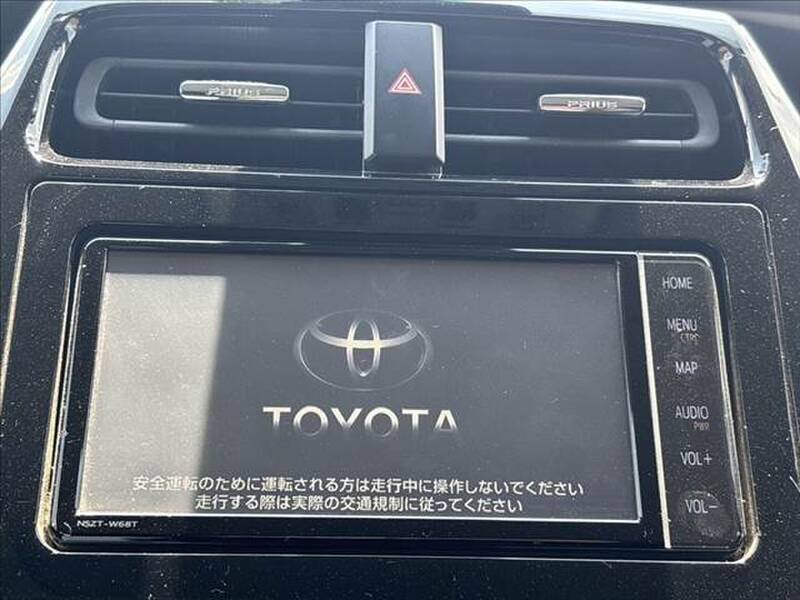 PRIUS
PRIUS
HOME
MENU
CTRL
MAP
AUDIO
PWR
VOL+
VOL−
TOYOTA
安全運転のために運転される方は走行中に操作しないでください
走行する際は実際の交通規制に従ってください
NSZT-W68T